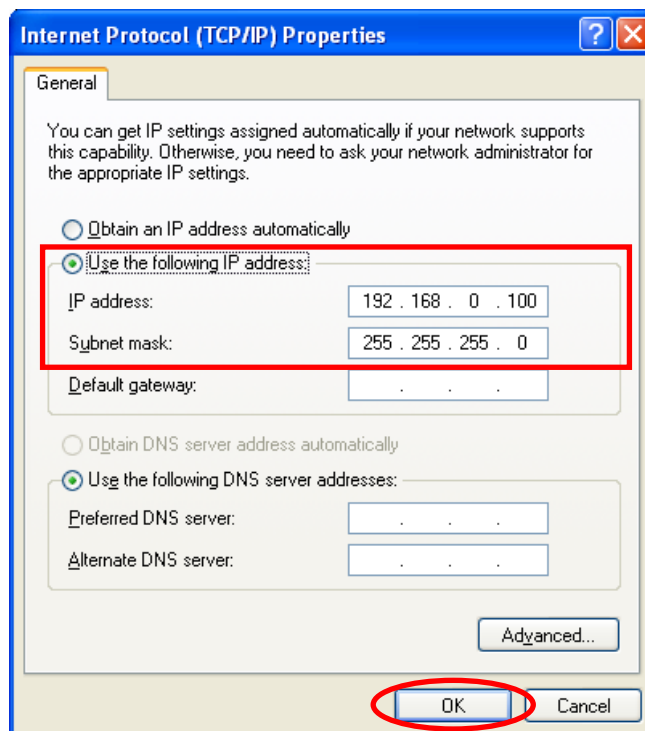 Internet Protocol (TCP/IP) Properties
General
You can get IP settings assigned automatically if your network supports
this capability. Otherwise, you need to ask your network administrator for
the appropriate IP settings.
Obtain an IP address automatically
Use the following IP address:
IP address: 192 . 168 . 0 . 100
Subnet mask: 255 . 255 . 255 . 0
Default gateway: . . .
Obtain DNS server address automatically
Use the following DNS server addresses:
Preferred DNS server: . . .
Alternate DNS server: . . .
Advanced...
OK Cancel